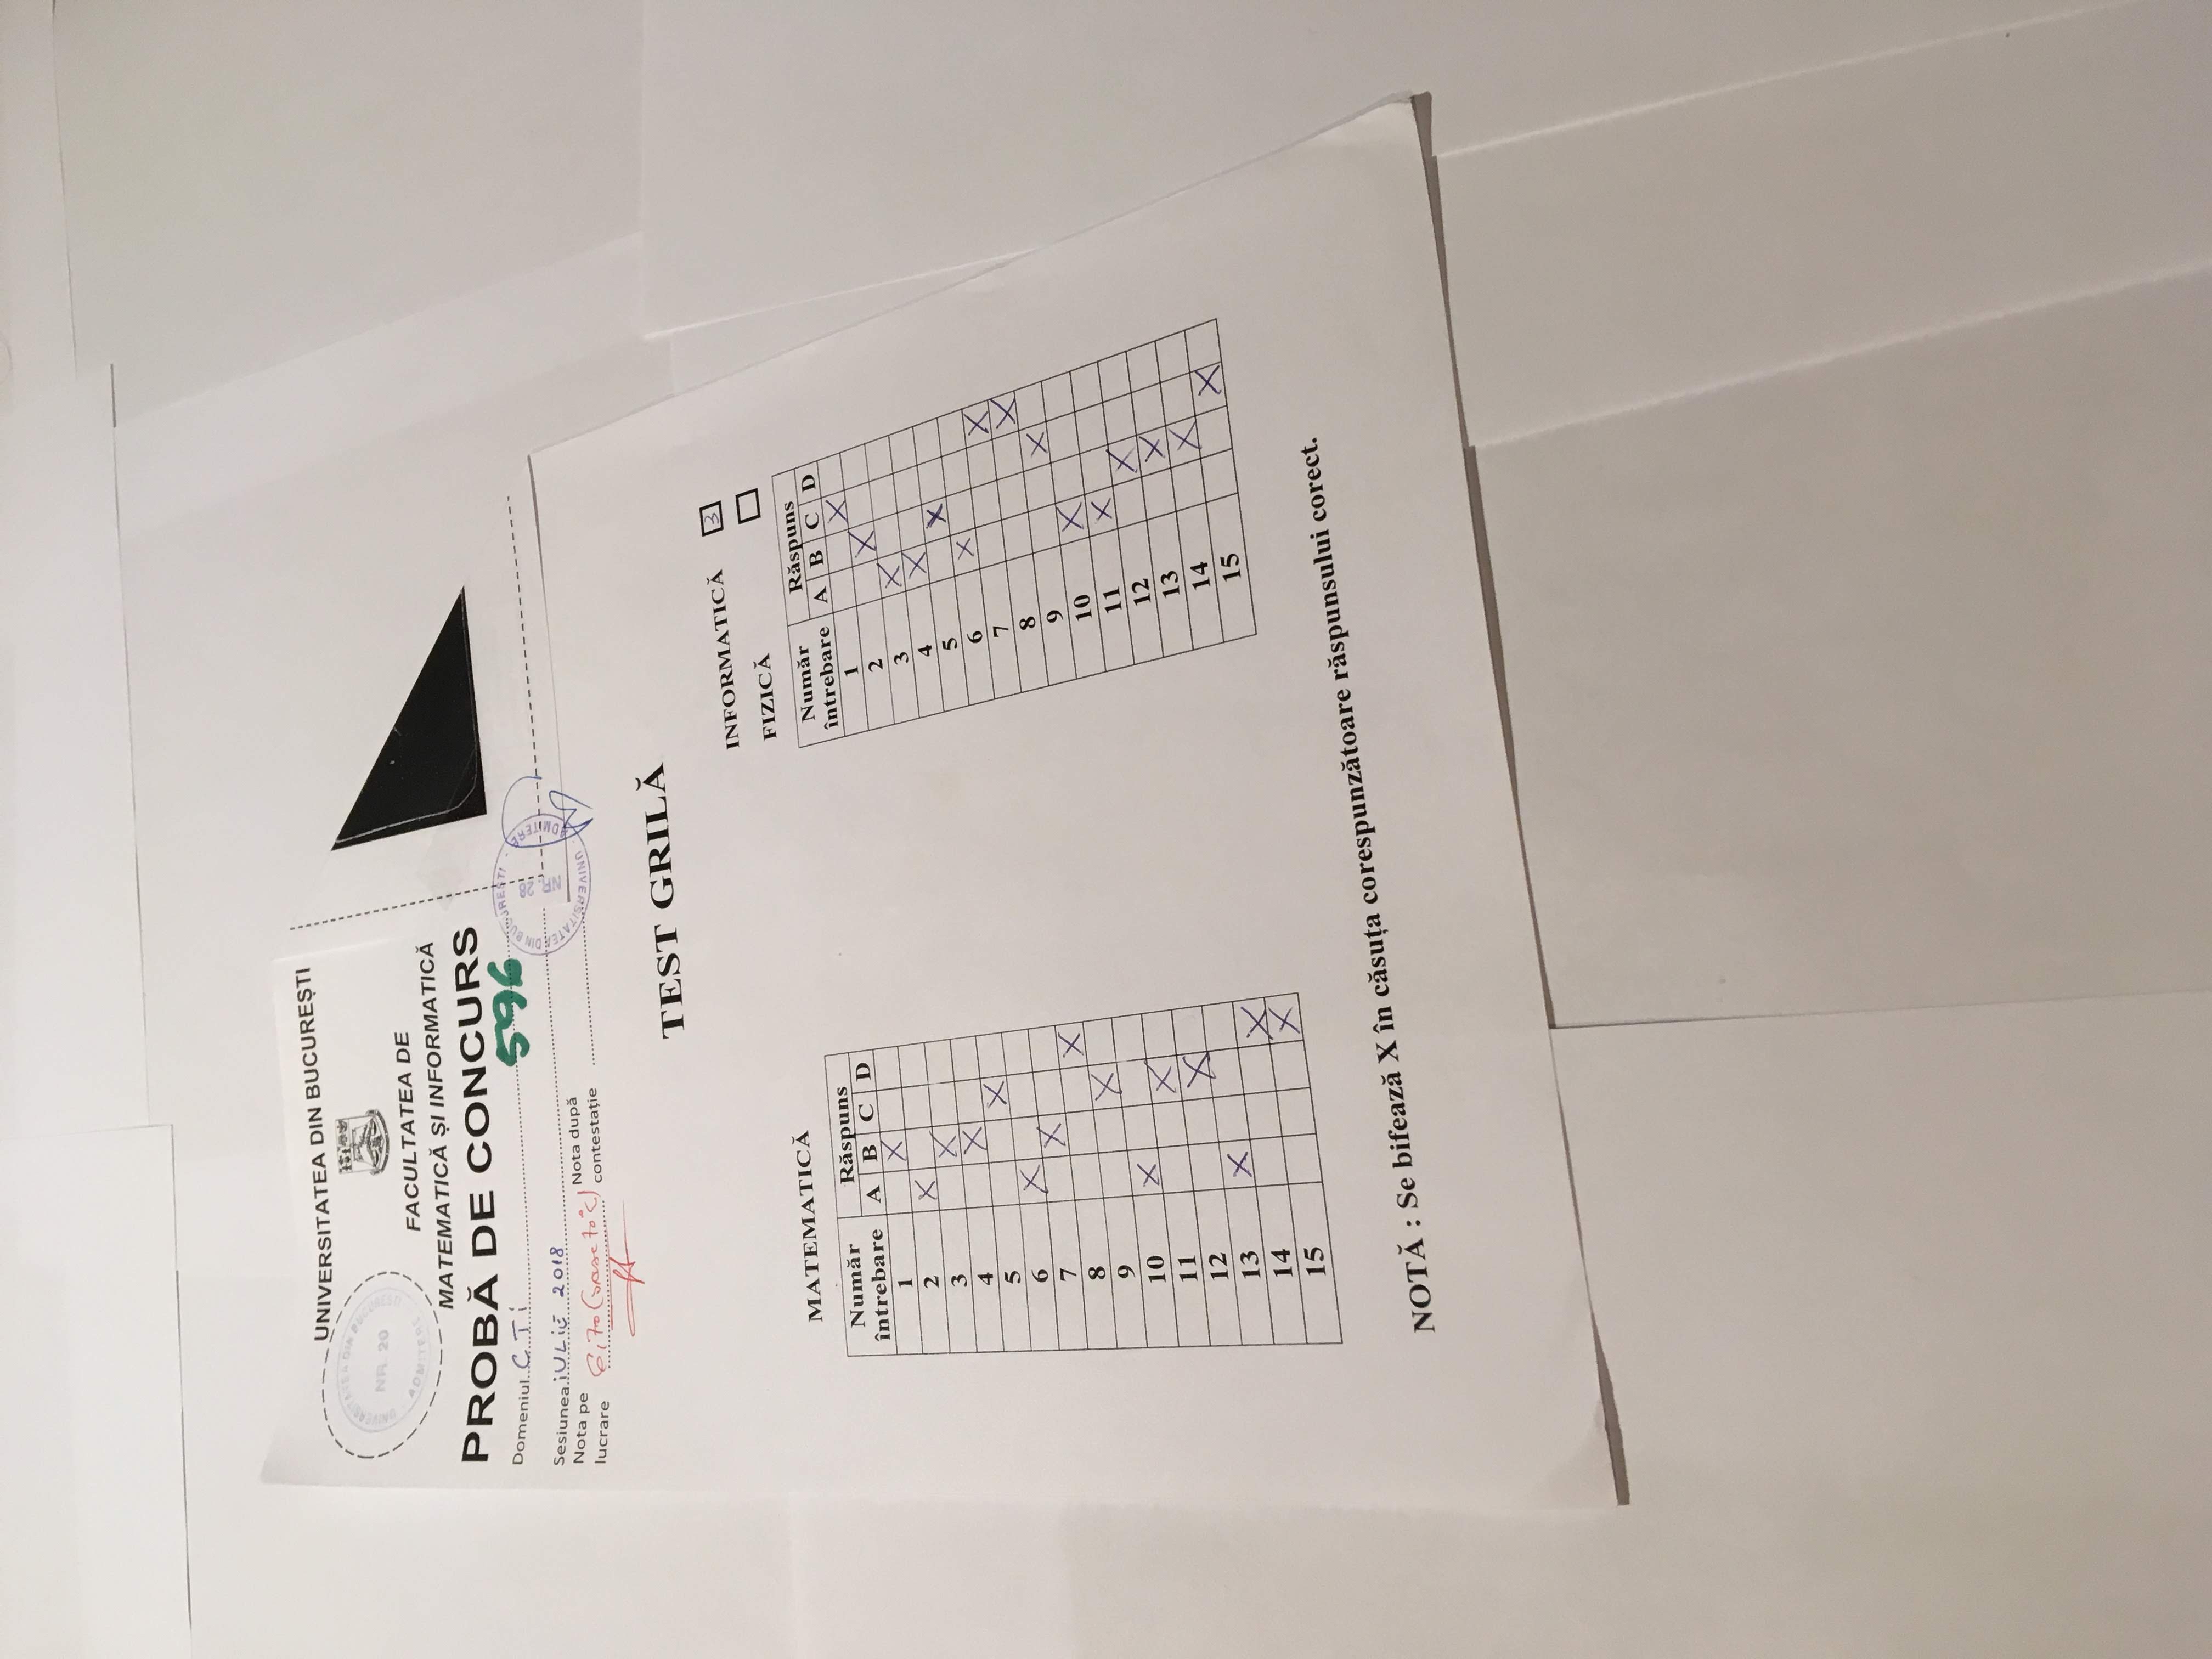 UNIVERSITATEA DIN BUCUREȘTI
UNIVERSITATEA DIN BUCUREȘTI
NR. 20
ADMITERE
FACULTATEA DE
MATEMATICĂ ȘI INFORMATICĂ
PROBĂ DE CONCURS
Domeniul CTi
596
UNIVERSITATEA DIN BUCUREȘTI - ADMITERE
NR. 28
Sesiunea iULiE 2018
Nota pe lucrare 6,70 (șase 70%)
Nota după contestație
TEST GRILĂ
INFORMATICĂ 3
FIZICĂ
MATEMATICĂ
Număr întrebare Răspuns
A B C D
1 X
2 X
3 X
4 X
5 X
6 X
7 X
8 X
9 X
10 X
11 X
12 X
13 X
14 X
15 X
Număr întrebare Răspuns
A B C D
1 X
2 X
3 X
4 X
5 X
6 X
7 X
8 X
9 X
10 X
11 X
12 X
13 X
14 X
15 X
NOTĂ : Se bifează X în căsuța corespunzătoare răspunsului corect.